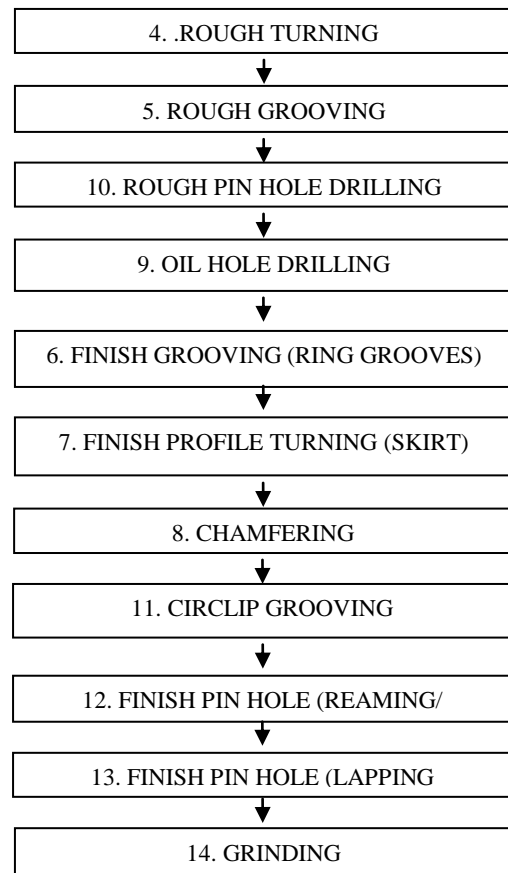 4. .ROUGH TURNING
5. ROUGH GROOVING
10. ROUGH PIN HOLE DRILLING
9. OIL HOLE DRILLING
6. FINISH GROOVING (RING GROOVES)
7. FINISH PROFILE TURNING (SKIRT)
8. CHAMFERING
11. CIRCLIP GROOVING
12. FINISH PIN HOLE (REAMING/
13. FINISH PIN HOLE (LAPPING
14. GRINDING